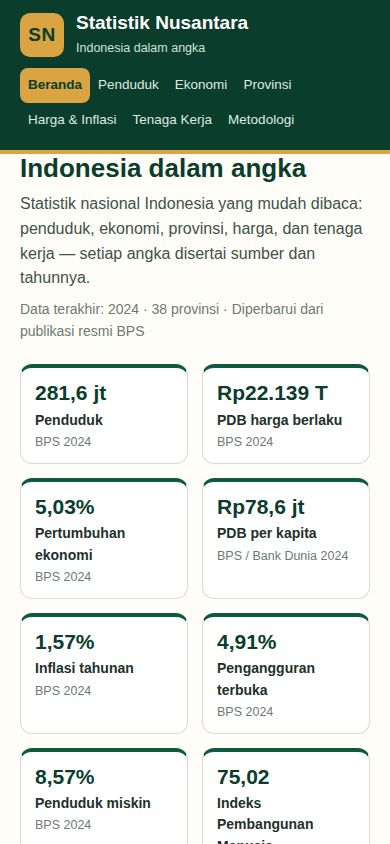 SN
Statistik Nusantara
Indonesia dalam angka
Beranda Penduduk Ekonomi Provinsi
Harga & Inflasi Tenaga Kerja Metodologi
Indonesia dalam angka
Statistik nasional Indonesia yang mudah dibaca:
penduduk, ekonomi, provinsi, harga, dan tenaga
kerja — setiap angka disertai sumber dan
tahunnya.
Data terakhir: 2024 · 38 provinsi · Diperbarui dari
publikasi resmi BPS
281,6 jt
Penduduk
BPS 2024
Rp22.139 T
PDB harga berlaku
BPS 2024
5,03%
Pertumbuhan
ekonomi
BPS 2024
Rp78,6 jt
PDB per kapita
BPS / Bank Dunia 2024
1,57%
Inflasi tahunan
BPS 2024
4,91%
Pengangguran
terbuka
BPS 2024
8,57%
Penduduk miskin
BPS 2024
75,02
Indeks
Pembangunan
Manusia